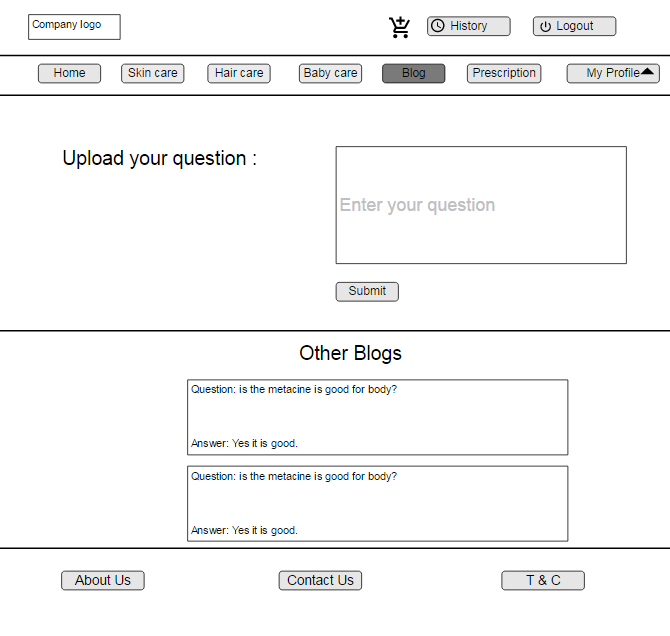 Company logo
History
Logout
Home
Skin care
Hair care
Baby care
Blog
Prescription
My Profile
Upload your question :
Enter your question
Submit
Other Blogs
Question: is the metacine is good for body?
Answer: Yes it is good.
Question: is the metacine is good for body?
Answer: Yes it is good.
About Us
Contact Us
T & C